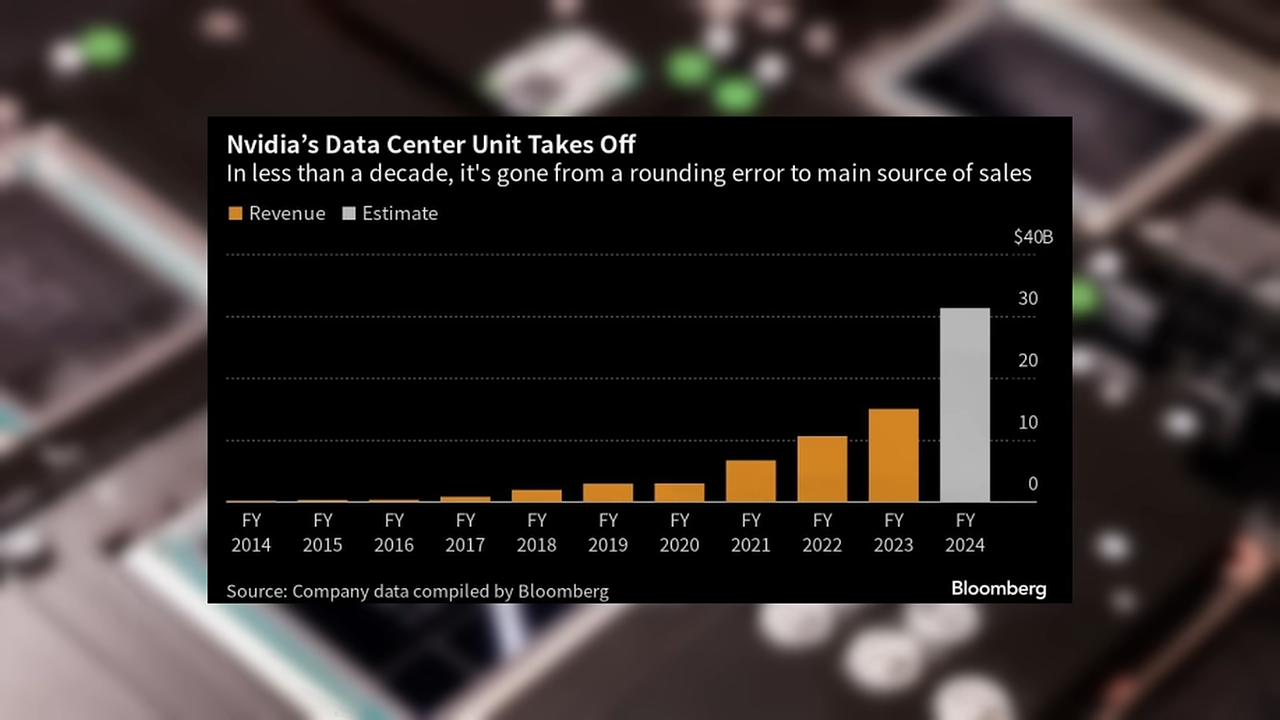 Nvidia’s Data Center Unit Takes Off
In less than a decade, it's gone from a rounding error to main source of sales
Revenue Estimate
$40B
30
20
10
0
FY FY FY FY FY FY FY FY FY FY FY
2014 2015 2016 2017 2018 2019 2020 2021 2022 2023 2024
Source: Company data compiled by Bloomberg
Bloomberg